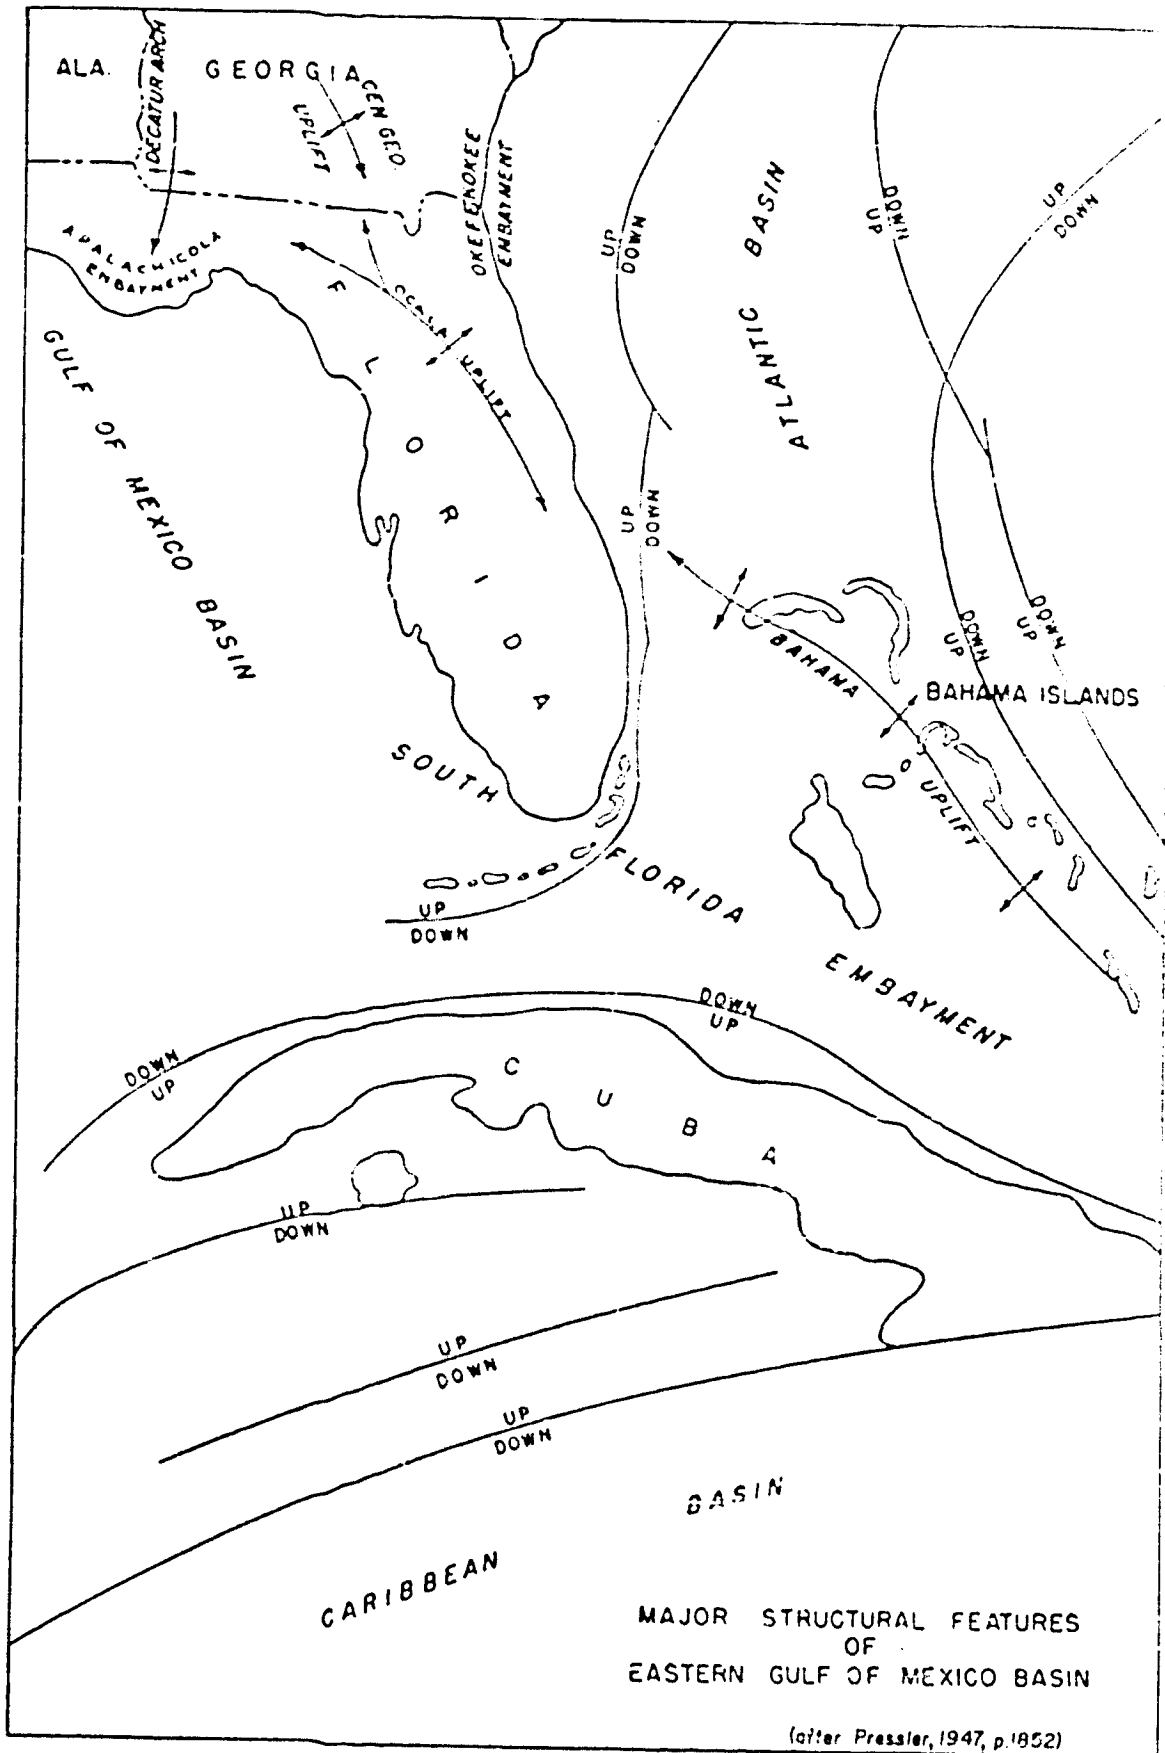 ALA.
DECATUR ARCH
GEORGIA
CEN GEO.
UPLIFT
OKEFENOKEE
EMBAYMENT
APALACHICOLA
EMBAYMENT
UP
DOWN
ATLANTIC BASIN
DOWN
UP
UP
DOWN
GULF OF MEXICO BASIN
FLORIDA
OCALA UPLIFT
UP
DOWN
DOWN
UP
DOWN
UP
BAHAMA UPLIFT
BAHAMA ISLANDS
SOUTH FLORIDA EMBAYMENT
UP
DOWN
DOWN
UP
DOWN
UP
CUBA
UP
DOWN
UP
DOWN
UP
DOWN
CARIBBEAN BASIN
MAJOR STRUCTURAL FEATURES
OF
EASTERN GULF OF MEXICO BASIN
(after Pressler, 1947, p. 1852)